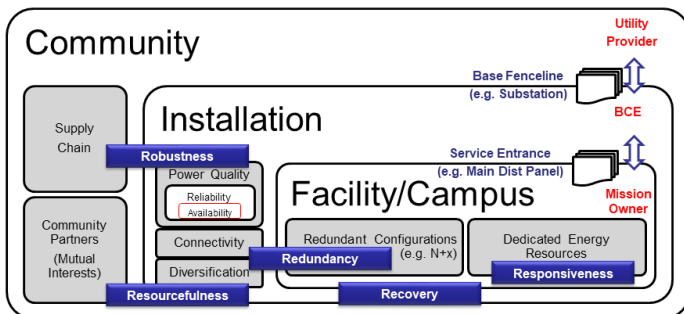 Community
Utility
Provider
Base Fenceline
(e.g. Substation)
BCE
Supply
Chain
Installation
Robustness
Service Entrance
(e.g. Main Dist Panel)
Power Quality
Reliability
Availability
Facility/Campus
Mission
Owner
Community
Partners
(Mutual
Interests)
Connectivity
Diversification
Redundant Configurations
(e.g. N+x)
Redundancy
Dedicated Energy
Resources
Responsiveness
Resourcefulness
Recovery